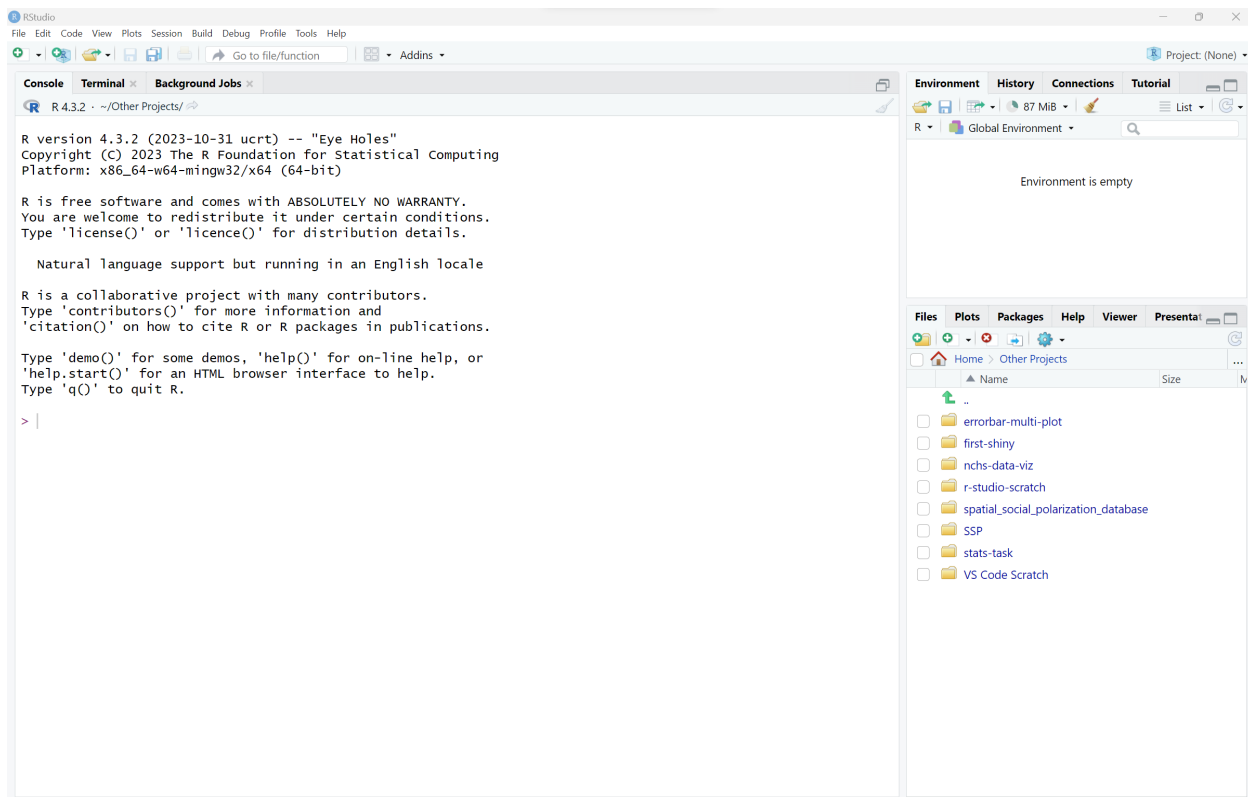 RStudio
File Edit Code View Plots Session Build Debug Profile Tools Help
Go to file/function Addins Project: (None)
Console Terminal Background Jobs
R 4.3.2 · ~/Other Projects/
R version 4.3.2 (2023-10-31 ucrt) -- "Eye Holes"
Copyright (C) 2023 The R Foundation for Statistical Computing
Platform: x86_64-w64-mingw32/x64 (64-bit)
R is free software and comes with ABSOLUTELY NO WARRANTY.
You are welcome to redistribute it under certain conditions.
Type 'license()' or 'licence()' for distribution details.
Natural language support but running in an English locale
R is a collaborative project with many contributors.
Type 'contributors()' for more information and
'citation()' on how to cite R or R packages in publications.
Type 'demo()' for some demos, 'help()' for on-line help, or
'help.start()' for an HTML browser interface to help.
Type 'q()' to quit R.
>
Environment History Connections Tutorial
87 MiB List
R Global Environment
Environment is empty
Files Plots Packages Help Viewer Presentat
Home Other Projects ...
Name Size M
..
errorbar-multi-plot
first-shiny
nchs-data-viz
r-studio-scratch
spatial_social_polarization_database
SSP
stats-task
VS Code Scratch